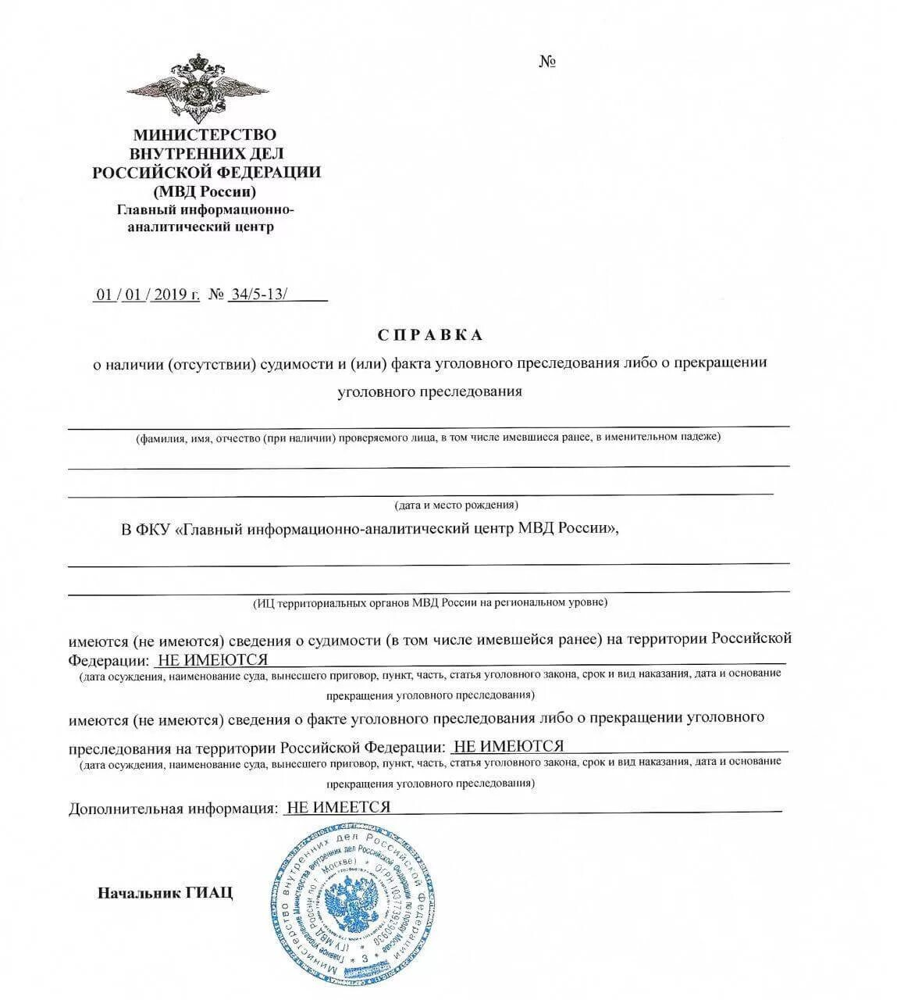 №
МИНИСТЕРСТВО
ВНУТРЕННИХ ДЕЛ
РОССИЙСКОЙ ФЕДЕРАЦИИ
(МВД России)
Главный информационно-
аналитический центр
01 / 01 / 2019 г. № 34/5-13/
СПРАВКА
о наличии (отсутствии) судимости и (или) факта уголовного преследования либо о прекращении
уголовного преследования
(фамилия, имя, отчество (при наличии) проверяемого лица, в том числе имевшиеся ранее, в именительном падеже)
(дата и место рождения)
В ФКУ «Главный информационно-аналитический центр МВД России»,
(ИЦ территориальных органов МВД России на региональном уровне)
имеются (не имеются) сведения о судимости (в том числе имевшейся ранее) на территории Российской
Федерации: НЕ ИМЕЮТСЯ
(дата осуждения, наименование суда, вынесшего приговор, пункт, часть, статья уголовного закона, срок и вид наказания, дата и основание
прекращения уголовного преследования)
имеются (не имеются) сведения о факте уголовного преследования либо о прекращении уголовного
преследования на территории Российской Федерации: НЕ ИМЕЮТСЯ
(дата осуждения, наименование суда, вынесшего приговор, пункт, часть, статья уголовного закона, срок и вид наказания, дата и основание
прекращения уголовного преследования)
Дополнительная информация: НЕ ИМЕЕТСЯ
Начальник ГИАЦ
Министерство внутренних дел Российской Федерации
Главное управление Министерства внутренних дел Российской Федерации по городу Москве
* 3 *
(ГУ МВД России по г. Москве) * ОГРН 1037739290930 *